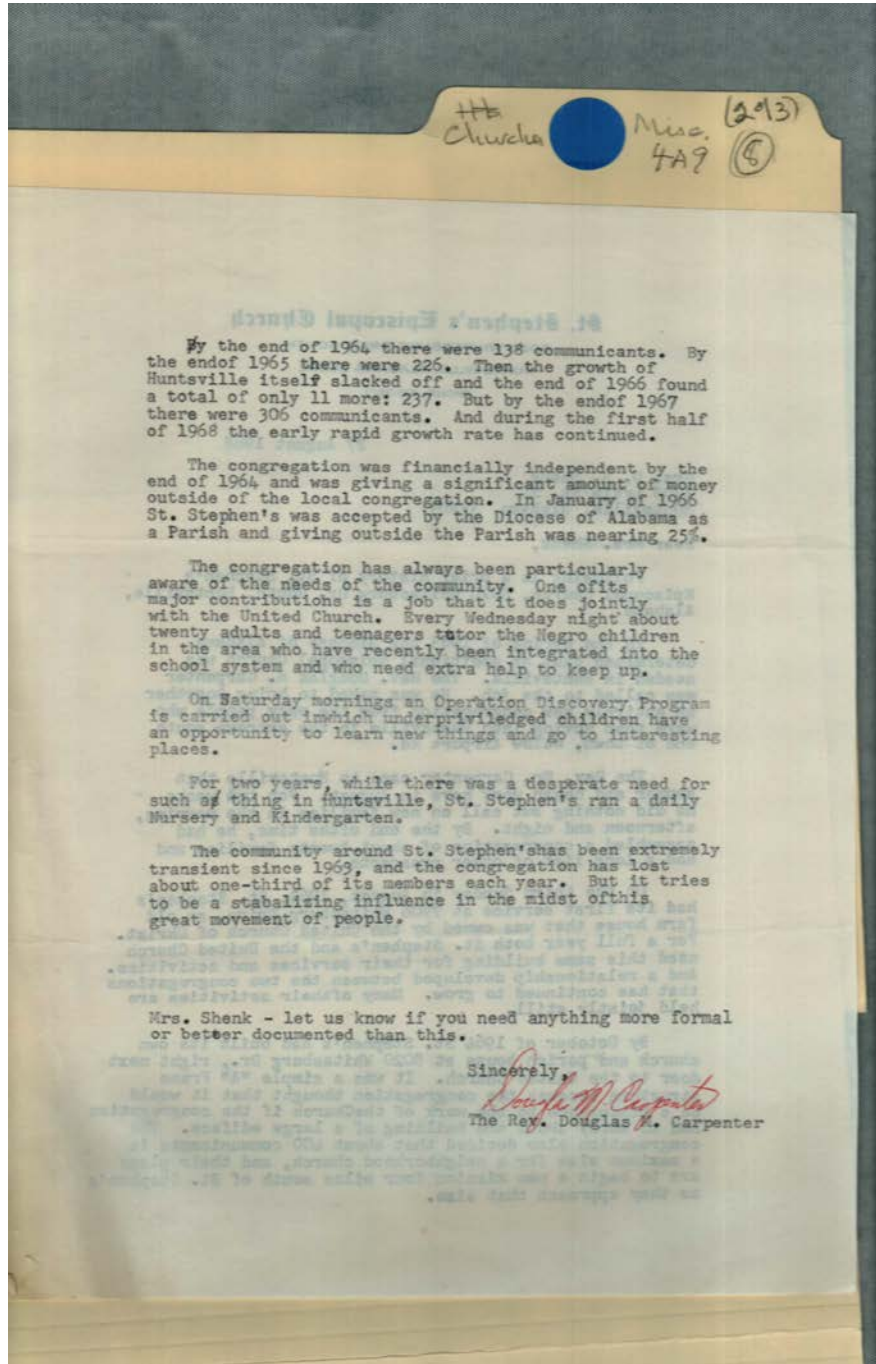 Hb
Churches
Misc.
4A9
(2 of 3)
8
By the end of 1964 there were 138 communicants. By
the endof 1965 there were 226. Then the growth of
Huntsville itself slacked off and the end of 1966 found
a total of only 11 more: 237. But by the endof 1967
there were 306 communicants. And during the first half
of 1968 the early rapid growth rate has continued.
The congregation was financially independent by the
end of 1964 and was giving a significant amount of money
outside of the local congregation. In January of 1966
St. Stephen's was accepted by the Diocese of Alabama as
a Parish and giving outside the Parish was nearing 25%.
The congregation has always been particularly
aware of the needs of the community. One ofits
major contributions is a job that it does jointly
with the United Church. Every Wednesday night about
twenty adults and teenagers tutor the Negro children
in the area who have recently been integrated into the
school system and who need extra help to keep up.
On Saturday mornings an Operation Discovery Program
is carried out inwhich underpriviledged children have
an opportunity to learn new things and go to interesting
places.
For two years, while there was a desperate need for
such a thing in Huntsville, St. Stephen's ran a daily
Nursery and Kindergarten.
The community around St. Stephen'shas been extremely
transient since 1963, and the congregation has lost
about one-third of its members each year. But it tries
to be a stabalizing influence in the midst ofthis
great movement of people.
Mrs. Shenk - let us know if you need anything more formal
or better documented than this.
Sincerely,
Douglas M. Carpenter
The Rev. Douglas M. Carpenter